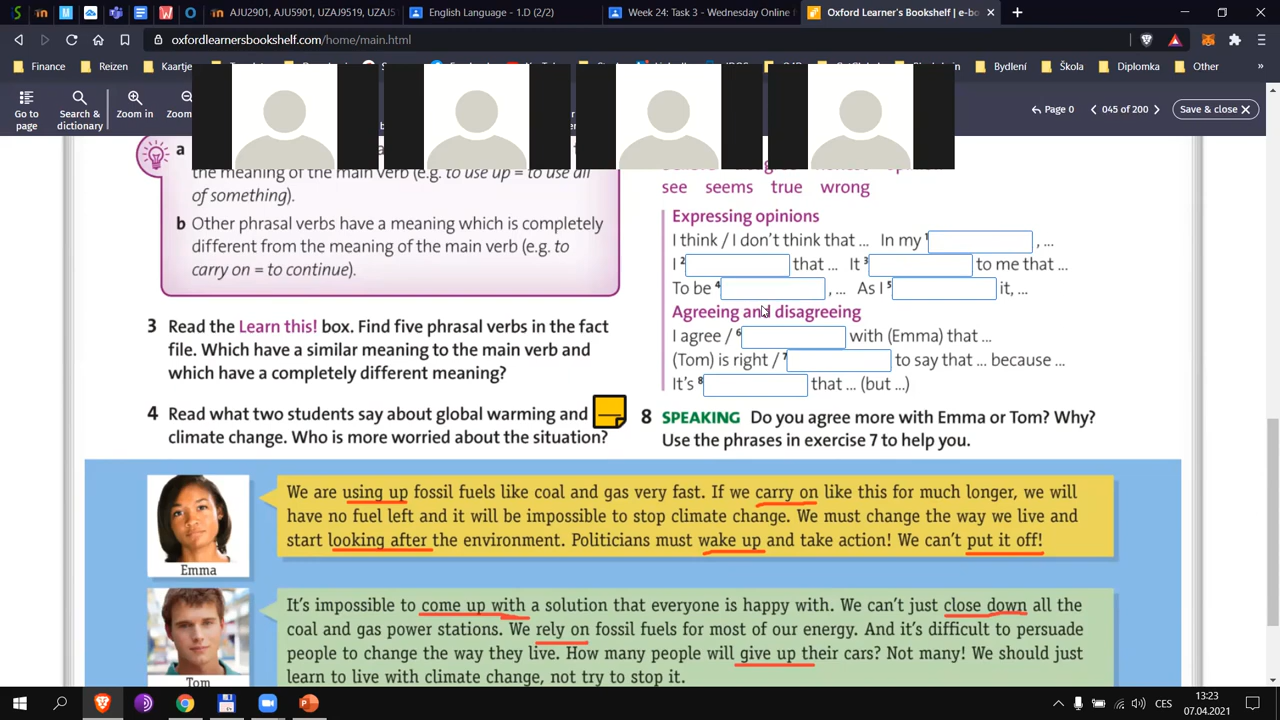 AJU2901, AJU5901, UZAJ9519, UZAJ5
English Language - 1.D (2/2)
Week 24: Task 3 - Wednesday Online
Oxford Learner's Bookshelf | e-bo
oxfordlearnersbookshelf.com/home/main.html
Finance Reizen Kaartje Bydlení Škola Diplomka Other
Go to page
Search & dictionary
Zoom in
Page 0
045 of 200
Save & close
a
the meaning of the main verb (e.g. to use up = to use all
of something).
b Other phrasal verbs have a meaning which is completely
different from the meaning of the main verb (e.g. to
carry on = to continue).
3 Read the Learn this! box. Find five phrasal verbs in the fact
file. Which have a similar meaning to the main verb and
which have a completely different meaning?
4 Read what two students say about global warming and
climate change. Who is more worried about the situation?
see seems true wrong
Expressing opinions
I think / I don't think that ... In my 1 , ...
I 2 that ... It 3 to me that ...
To be 4 , ... As I 5 it, ...
Agreeing and disagreeing
I agree / 6 with (Emma) that ...
(Tom) is right / 7 to say that ... because ...
It's 8 that ... (but ...)
8 SPEAKING Do you agree more with Emma or Tom? Why?
Use the phrases in exercise 7 to help you.
Emma
We are using up fossil fuels like coal and gas very fast. If we carry on like this for much longer, we will
have no fuel left and it will be impossible to stop climate change. We must change the way we live and
start looking after the environment. Politicians must wake up and take action! We can't put it off!
Tom
It's impossible to come up with a solution that everyone is happy with. We can't just close down all the
coal and gas power stations. We rely on fossil fuels for most of our energy. And it's difficult to persuade
people to change the way they live. How many people will give up their cars? Not many! We should just
learn to live with climate change, not try to stop it.
CES
13:23
07.04.2021